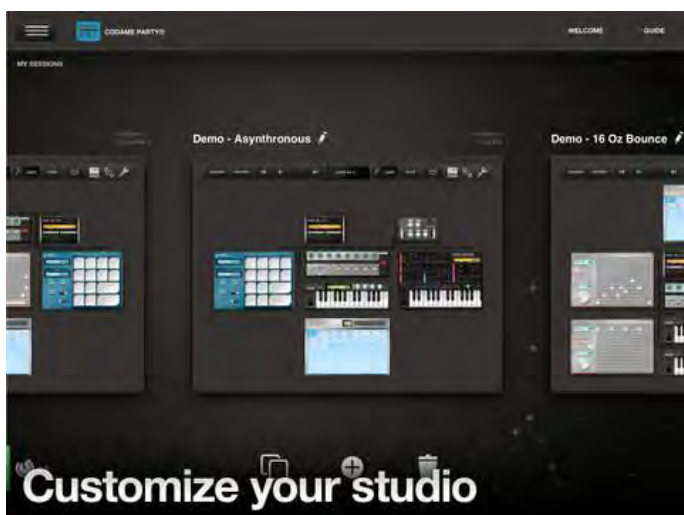 CODAME PARTY!!
WELCOME
GUIDE
MY SESSIONS
Demo - Asynthronous
Demo - 16 Oz Bounce
Customize your studio